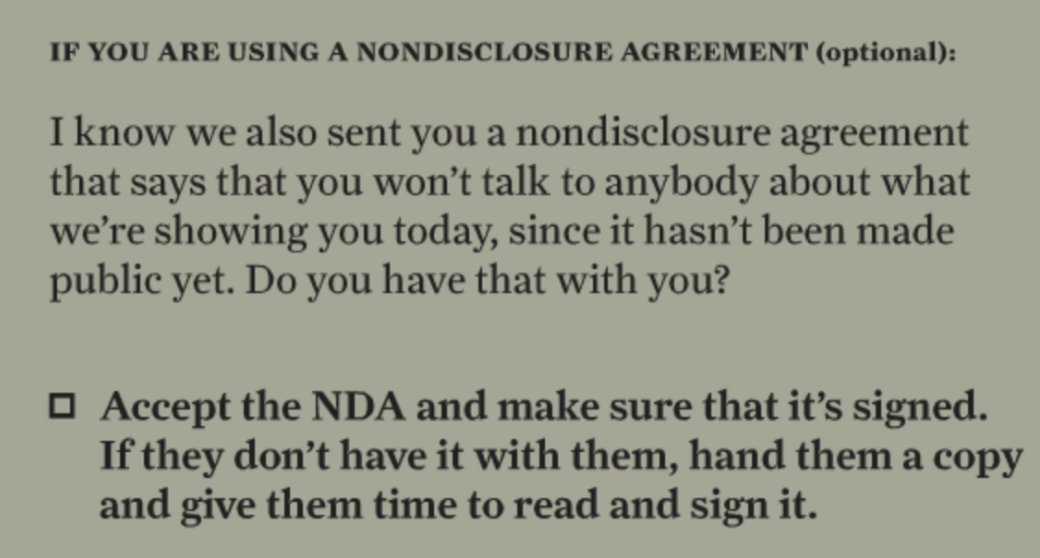 IF YOU ARE USING A NONDISCLOSURE AGREEMENT (optional):
I know we also sent you a nondisclosure agreement
that says that you won’t talk to anybody about what
we’re showing you today, since it hasn’t been made
public yet. Do you have that with you?
Accept the NDA and make sure that it’s signed.
If they don’t have it with them, hand them a copy
and give them time to read and sign it.